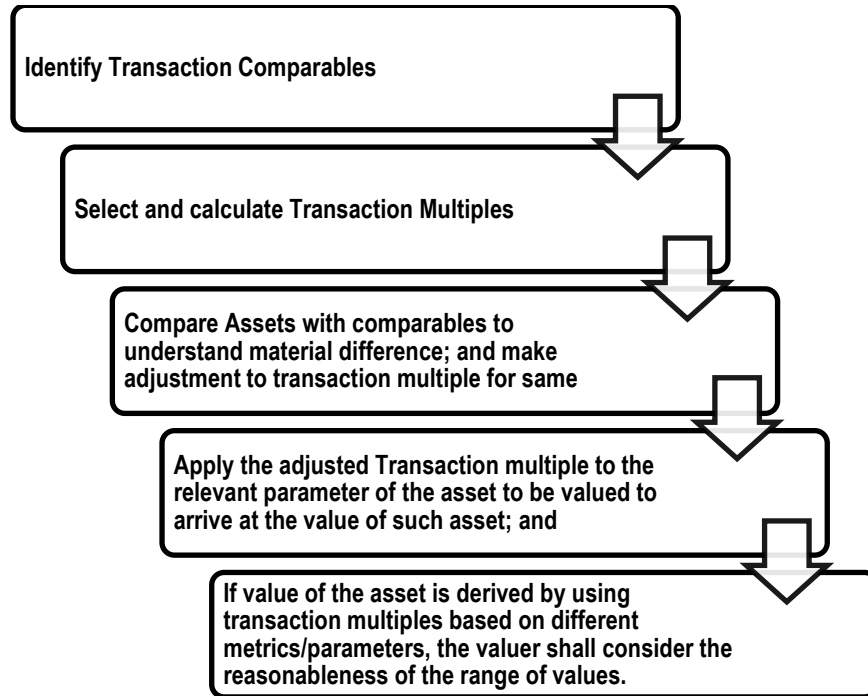 Identify Transaction Comparables
Select and calculate Transaction Multiples
Compare Assets with comparables to
understand material difference; and make
adjustment to transaction multiple for same
Apply the adjusted Transaction multiple to the
relevant parameter of the asset to be valued to
arrive at the value of such asset; and
If value of the asset is derived by using
transaction multiples based on different
metrics/parameters, the valuer shall consider the
reasonableness of the range of values.